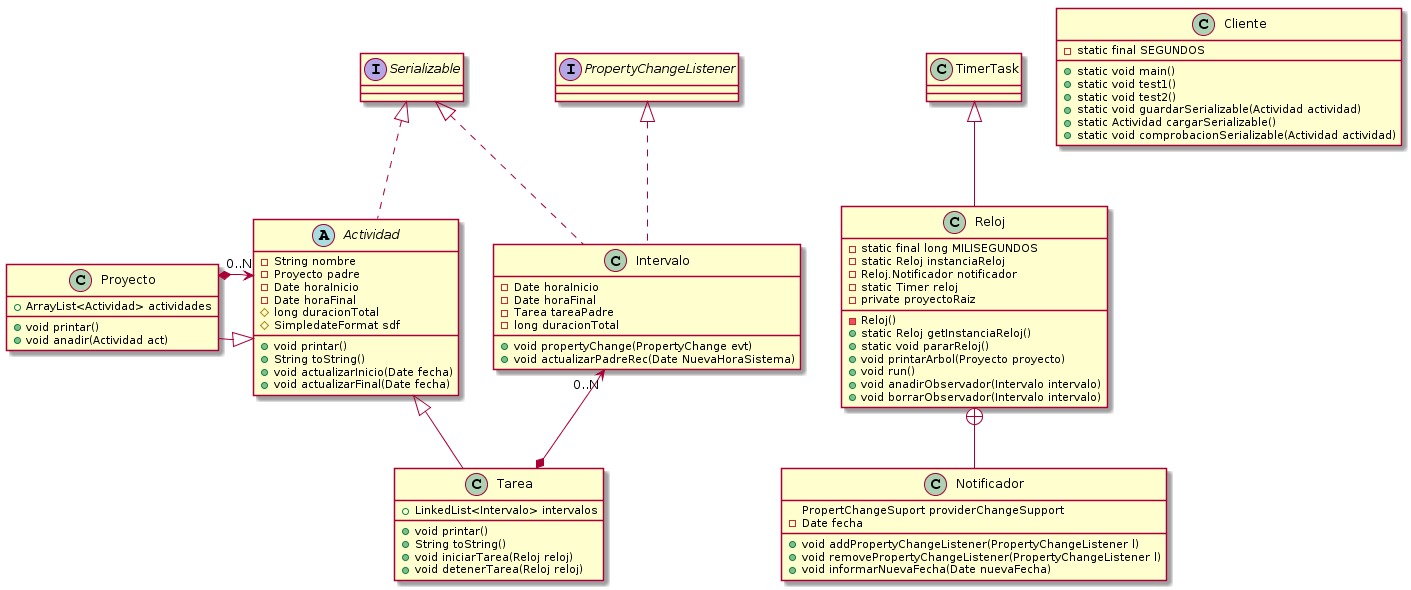 Serializable
PropertyChangeListener
TimerTask
Cliente
static final SEGUNDOS
static void main()
static void test1()
static void test2()
static void guardarSerializable(Actividad actividad)
static Actividad cargarSerializable()
static void comprobacionSerializable(Actividad actividad)
Proyecto
ArrayList<Actividad> actividades
void printar()
void anadir(Actividad act)
0..N
Actividad
String nombre
Proyecto padre
Date horaInicio
Date horaFinal
long duracionTotal
SimpledateFormat sdf
void printar()
String toString()
void actualizarInicio(Date fecha)
void actualizarFinal(Date fecha)
Intervalo
Date horaInicio
Date horaFinal
Tarea tareaPadre
long duracionTotal
void propertyChange(PropertyChange evt)
void actualizarPadreRec(Date NuevaHoraSistema)
0..N
Reloj
static final long MILISEGUNDOS
static Reloj instanciaReloj
Reloj.Notificador notificador
static Timer reloj
private proyectoRaiz
Reloj()
static Reloj getInstanciaReloj()
static void pararReloj()
void printarArbol(Proyecto proyecto)
void run()
void anadirObservador(Intervalo intervalo)
void borrarObservador(Intervalo intervalo)
Tarea
LinkedList<Intervalo> intervalos
void printar()
String toString()
void iniciarTarea(Reloj reloj)
void detenerTarea(Reloj reloj)
Notificador
PropertChangeSuport providerChangeSupport
Date fecha
void addPropertyChangeListener(PropertyChangeListener l)
void removePropertyChangeListener(PropertyChangeListener l)
void informarNuevaFecha(Date nuevaFecha)